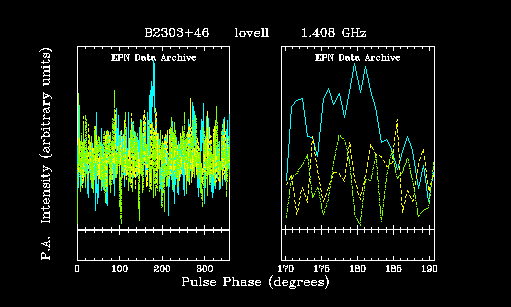 B2303+46 lovell 1.408 GHz
EPN Data Archive EPN Data Archive
P.A. Intensity (arbitrary units)
0 100 200 300 170 175 180 185 190
Pulse Phase (degrees)